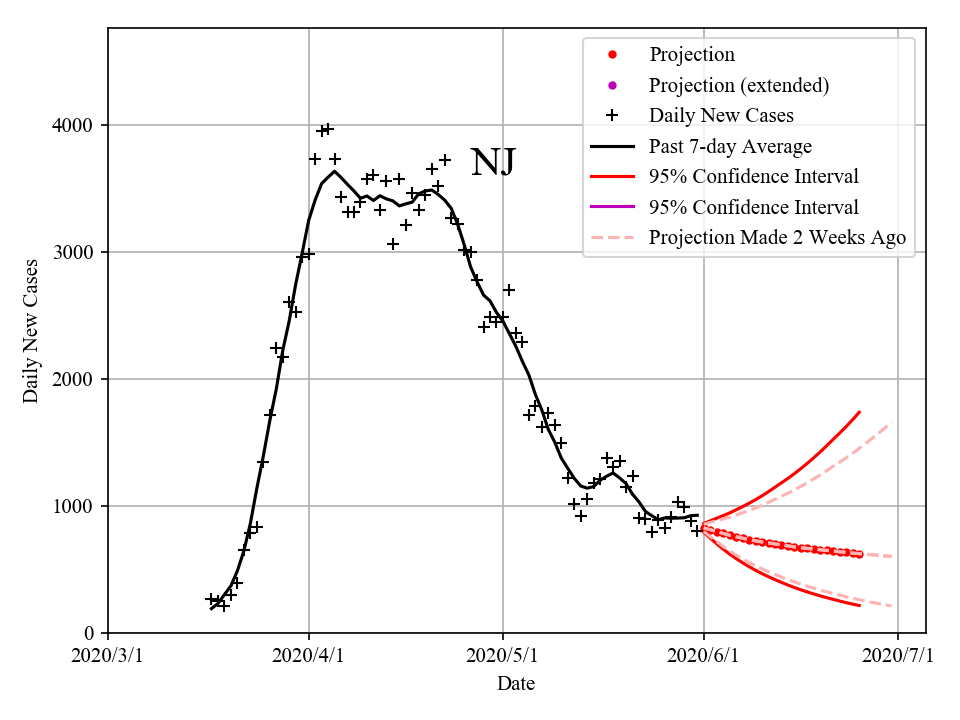 NJ
Projection
Projection (extended)
Daily New Cases
Past 7-day Average
95% Confidence Interval
95% Confidence Interval
Projection Made 2 Weeks Ago
Daily New Cases
4000
3000
2000
1000
0
2020/3/1
2020/4/1
2020/5/1
2020/6/1
2020/7/1
Date